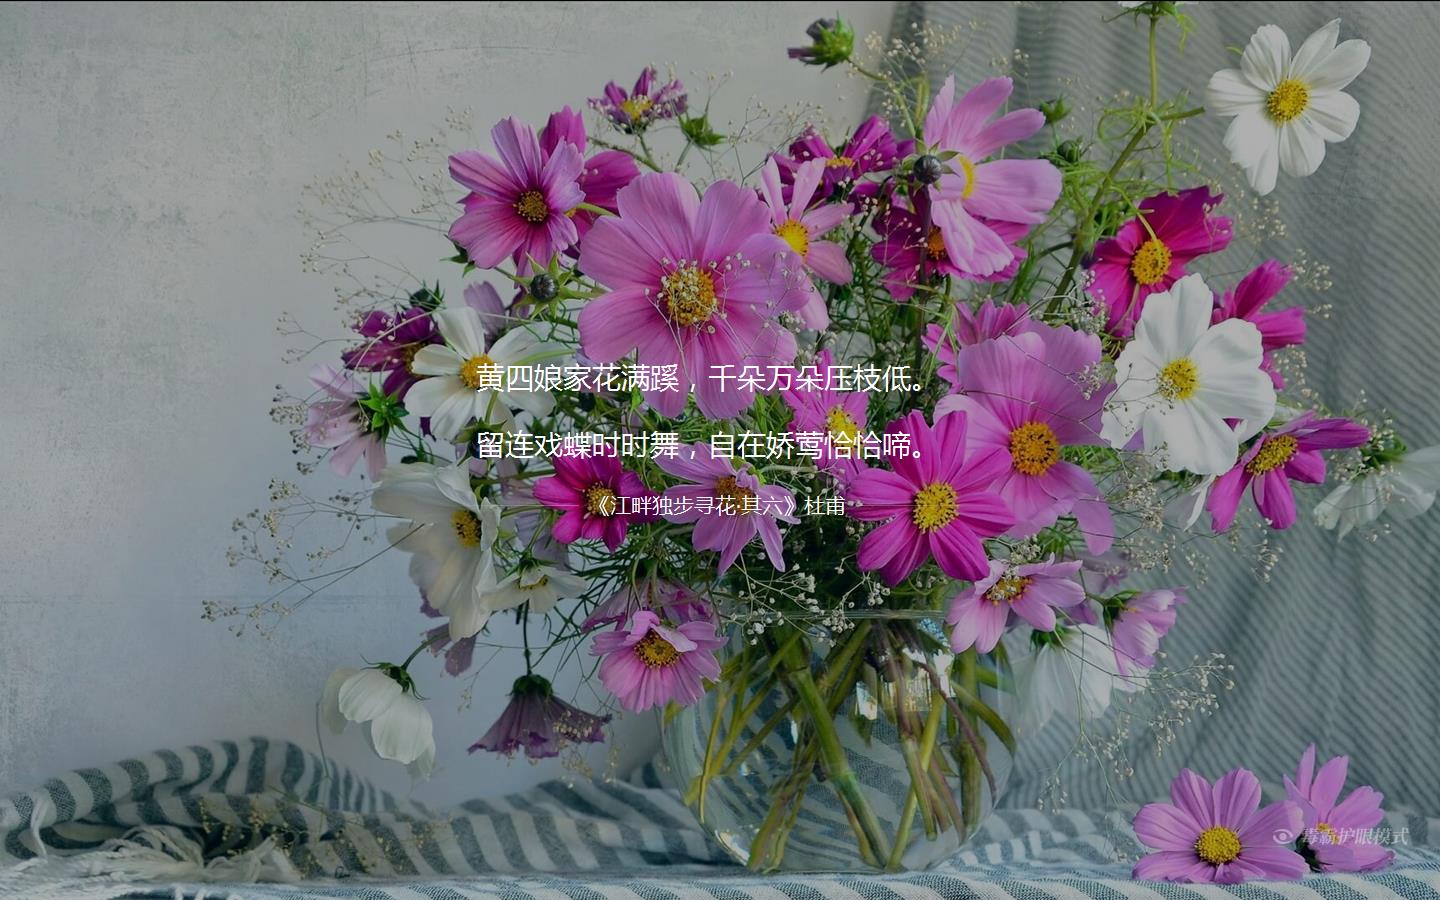 黄四娘家花满蹊，千朵万朵压枝低。
留连戏蝶时时舞，自在娇莺恰恰啼。
《江畔独步寻花·其六》杜甫
毒霸护眼模式